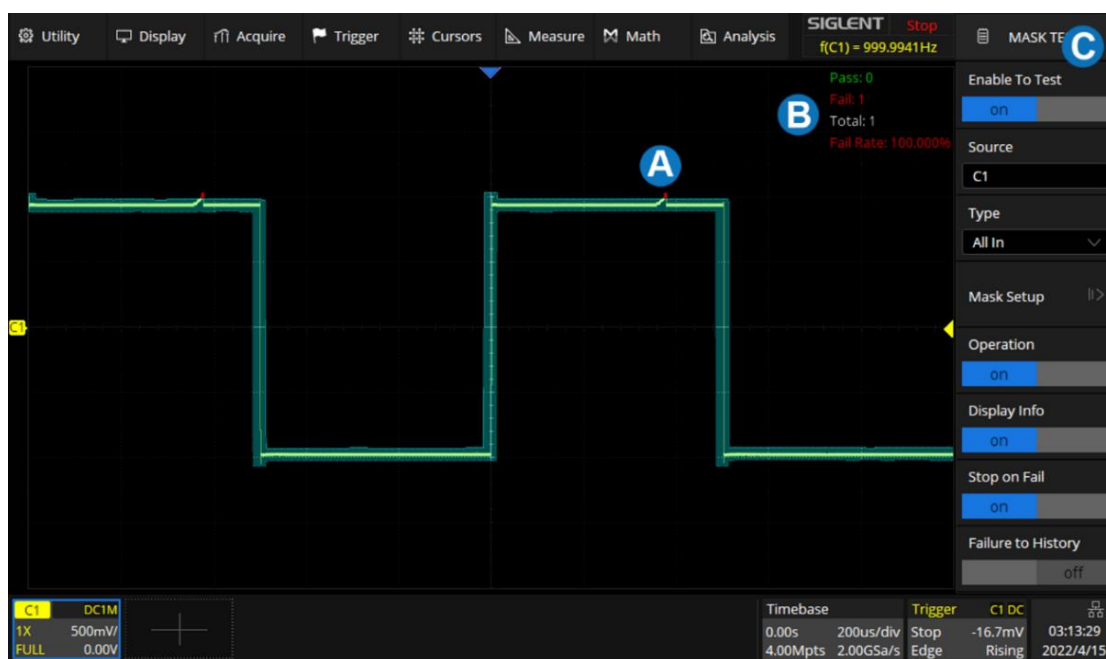 Utility Display Acquire Trigger Cursors Measure Math Analysis
SIGLENT Stop
f(C1) = 999.9941Hz
MASK TE
C
Pass: 0
Fail: 1
Total: 1
Fail Rate: 100.000%
B
A
C1
Enable To Test
on
Source
C1
Type
All In
Mask Setup
Operation
on
Display Info
on
Stop on Fail
on
Failure to History
off
C1 DC1M
1X 500mV/
FULL 0.00V
Timebase
0.00s 200us/div
4.00Mpts 2.00GSa/s
Trigger C1 DC
Stop -16.7mV
Edge Rising
03:13:29
2022/4/15